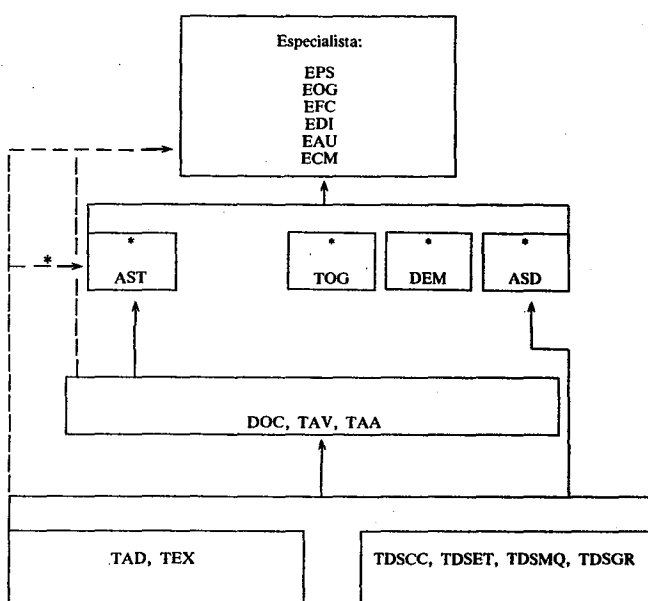 Especialista:
EPS
EOG
EFC
EDI
EAU
ECM
*
* * * *
AST TOG DEM ASD
DOC, TAV, TAA
TAD, TEX TDSCC, TDSET, TDSMQ, TDSGR